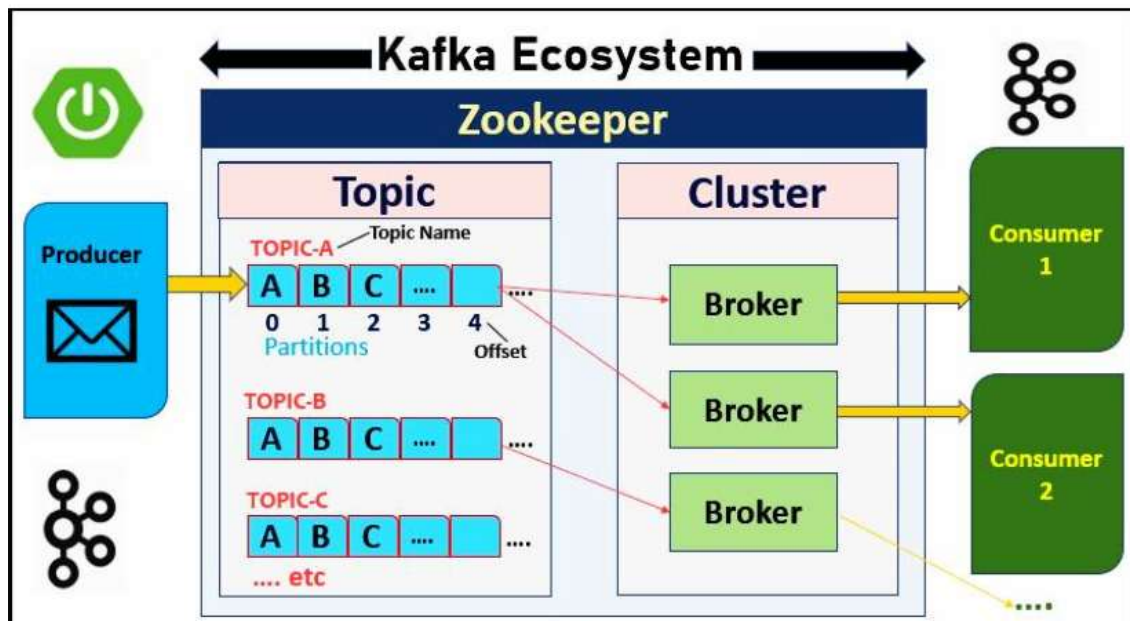 Kafka Ecosystem
Zookeeper
Producer
Topic
TOPIC-A
Topic Name
A B C .... ....
0 1 2 3 4
Partitions
Offset
TOPIC-B
A B C .... ....
TOPIC-C
A B C .... ....
.... etc
Cluster
Broker
Broker
Broker
Consumer
1
Consumer
2
....